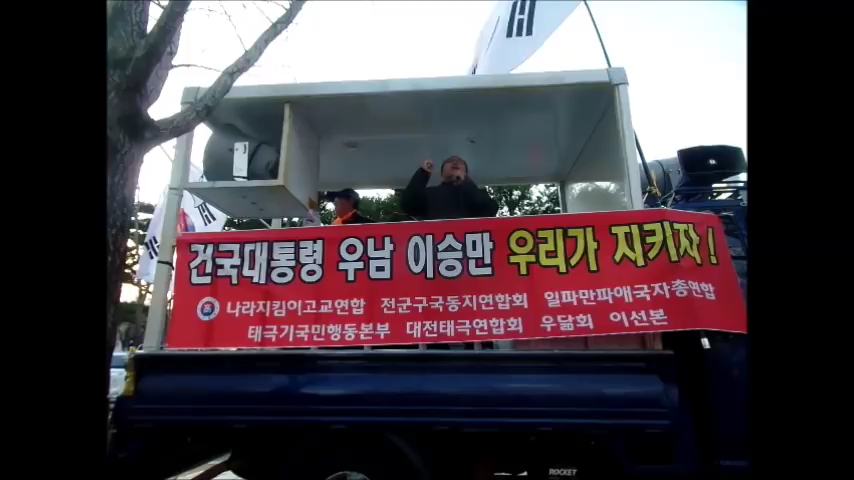 건국대통령 우남 이승만 우리가 지키자!
나라지킴이고교연합 전군구국동지연합회 일파만파애국자총연합
태극기국민행동본부 대전태극연합회 우닮회 이선본
ROCKET